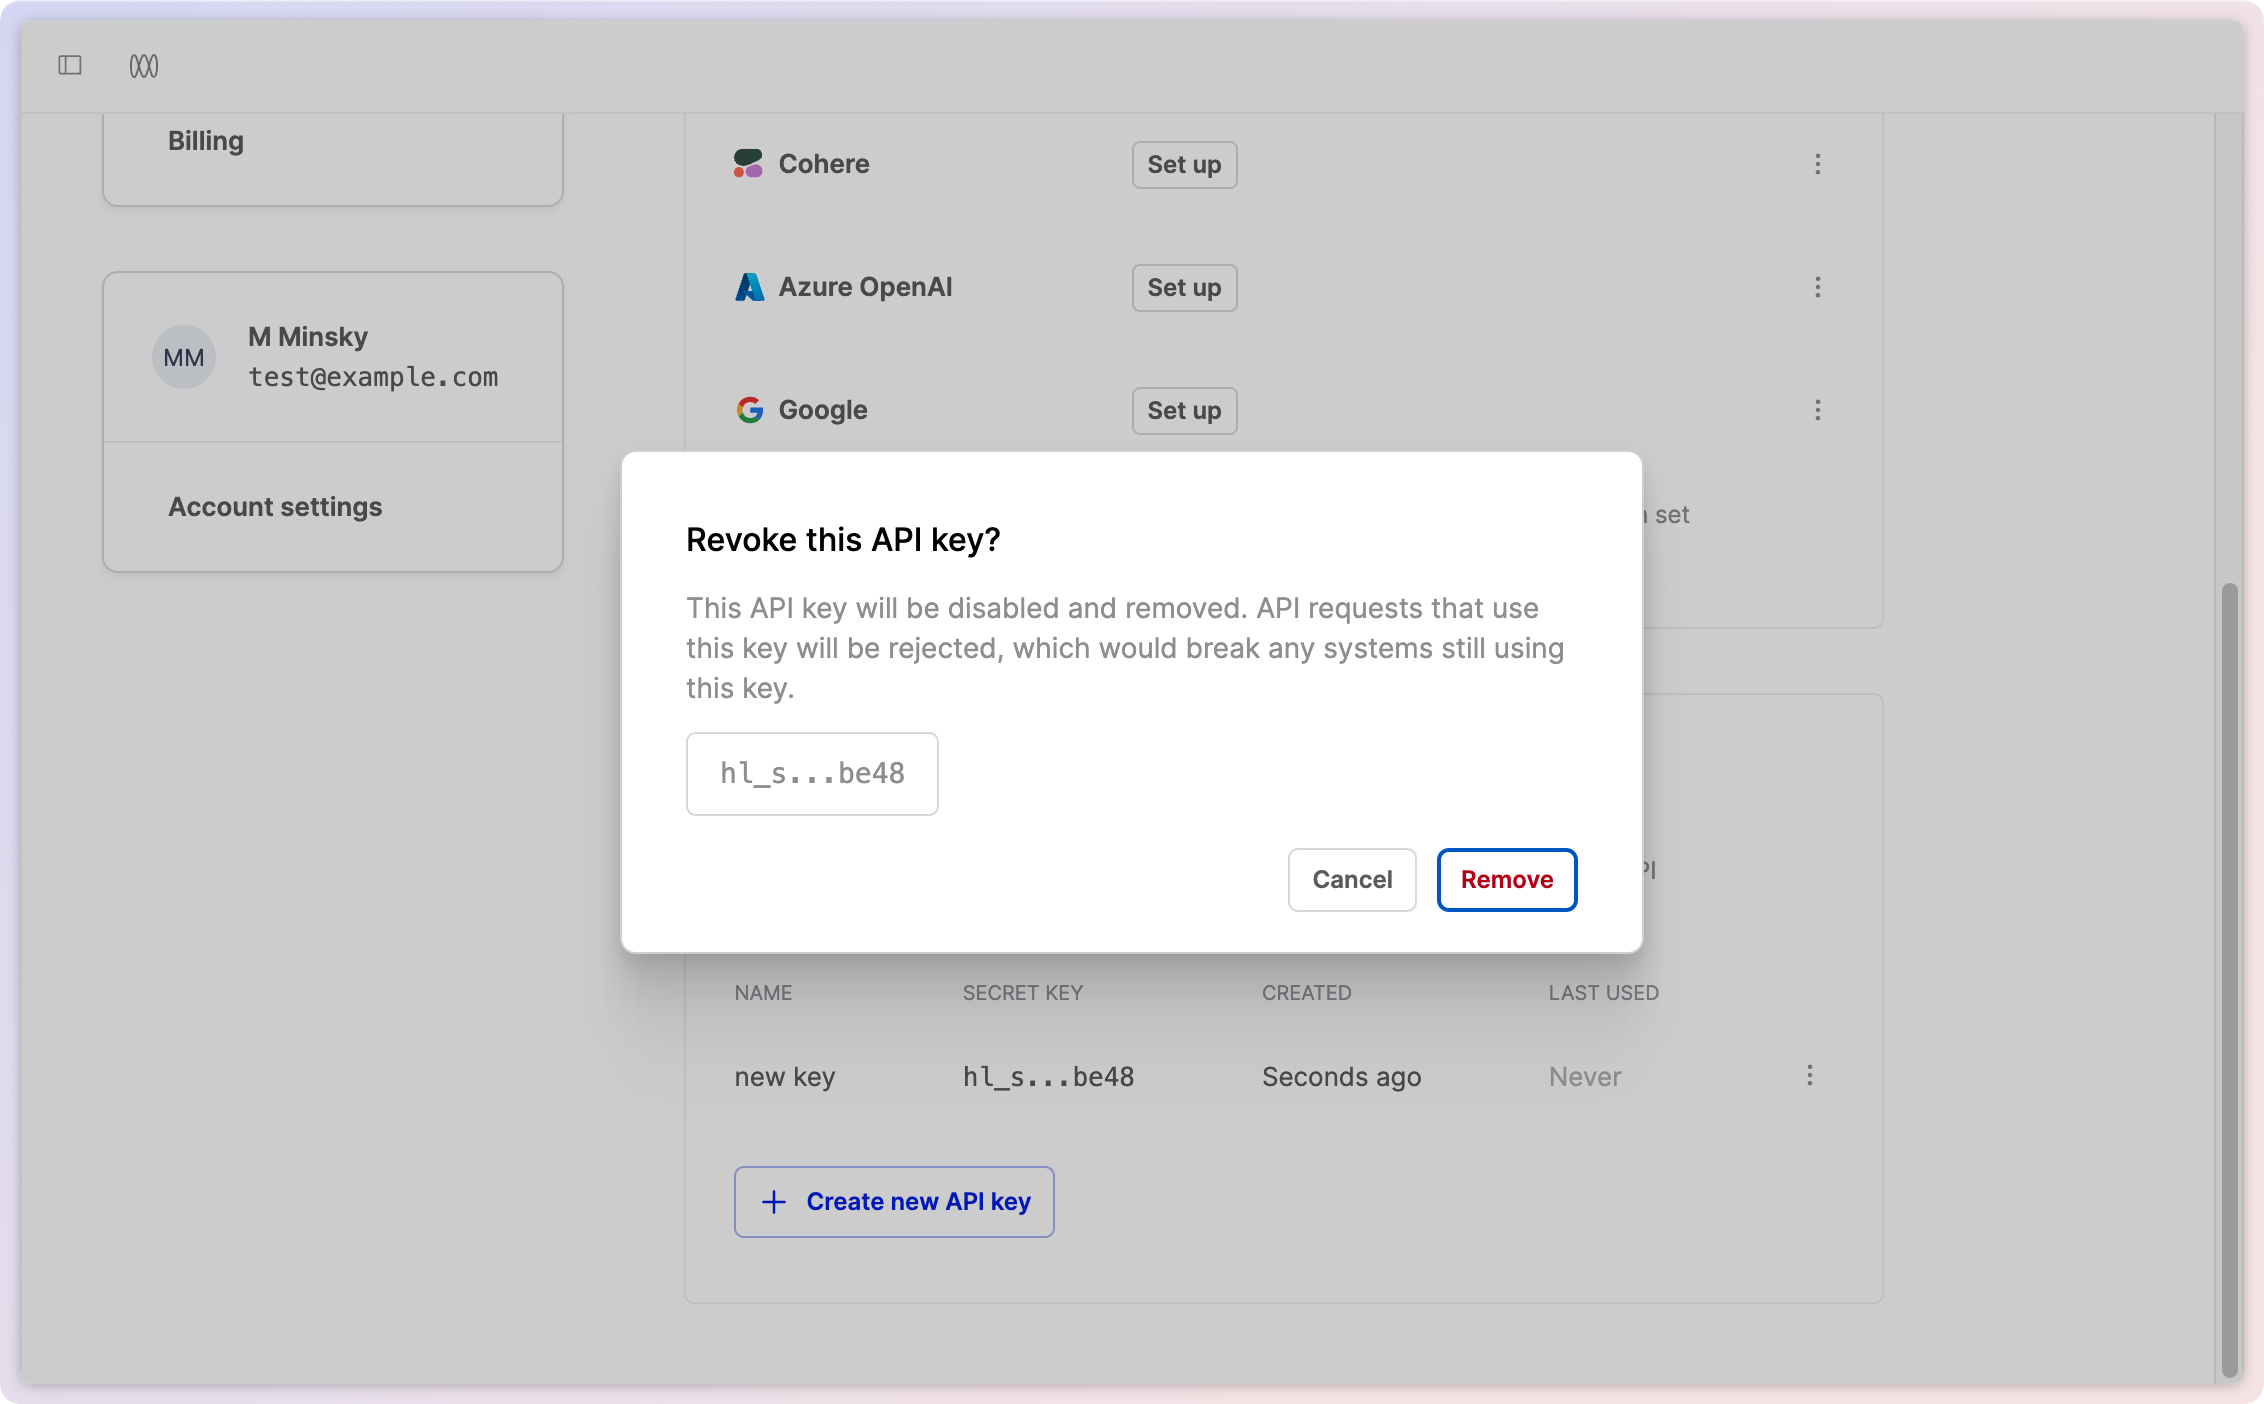 Billing
MM
M Minsky
test@example.com
Account settings
Cohere
Set up
Azure OpenAI
Set up
Google
Set up
set
Revoke this API key?
This API key will be disabled and removed. API requests that use
this key will be rejected, which would break any systems still using
this key.
hl_s...be48
Cancel
Remove
NAME
SECRET KEY
CREATED
LAST USED
new key
hl_s...be48
Seconds ago
Never
Create new API key